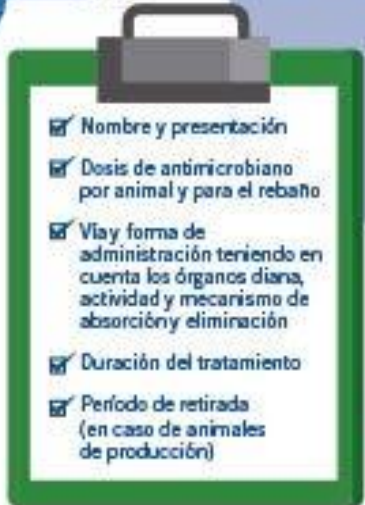 Nombre y presentación
Dosis de antimicrobiano
por animal y para el rebaño
Vía y forma de
administración teniendo en
cuenta los órganos diana,
actividad y mecanismo de
absorción y eliminación
Duración del tratamiento
Período de retirada
(en caso de animales
de producción)